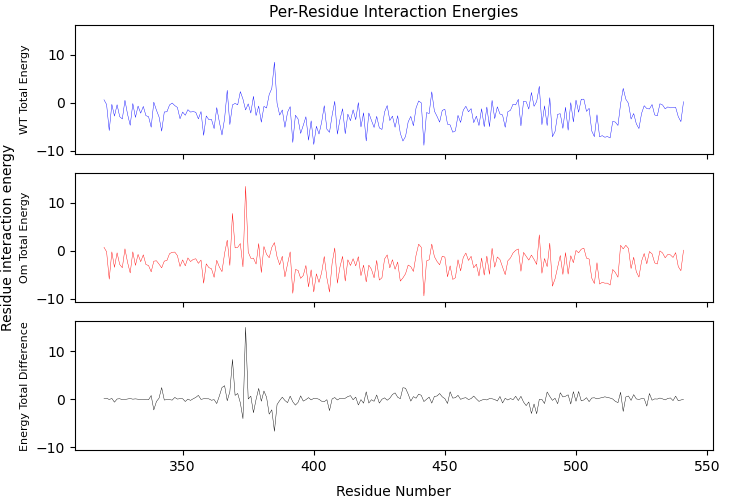 Per-Residue Interaction Energies
Residue interaction energy
WT Total Energy
10
0
−10
Om Total Energy
10
0
−10
Energy Total Difference
10
0
−10
350
400
450
500
550
Residue Number